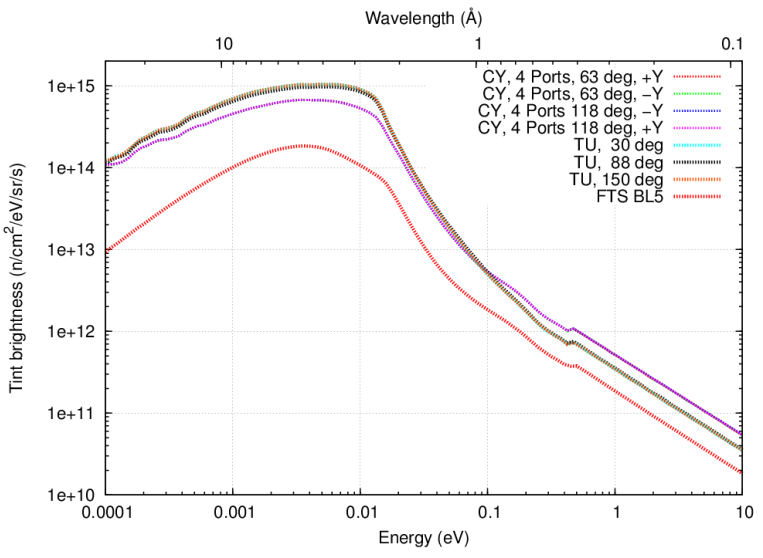 Wavelength (Å)
10 1 0.1
1e+15
1e+14
1e+13
1e+12
1e+11
1e+10
Tint brightness (n/cm²/eV/sr/s)
CY, 4 Ports, 63 deg, +Y
CY, 4 Ports, 63 deg, −Y
CY, 4 Ports 118 deg, −Y
CY, 4 Ports 118 deg, +Y
TU, 30 deg
TU, 88 deg
TU, 150 deg
FTS BL5
0.0001 0.001 0.01 0.1 1 10
Energy (eV)